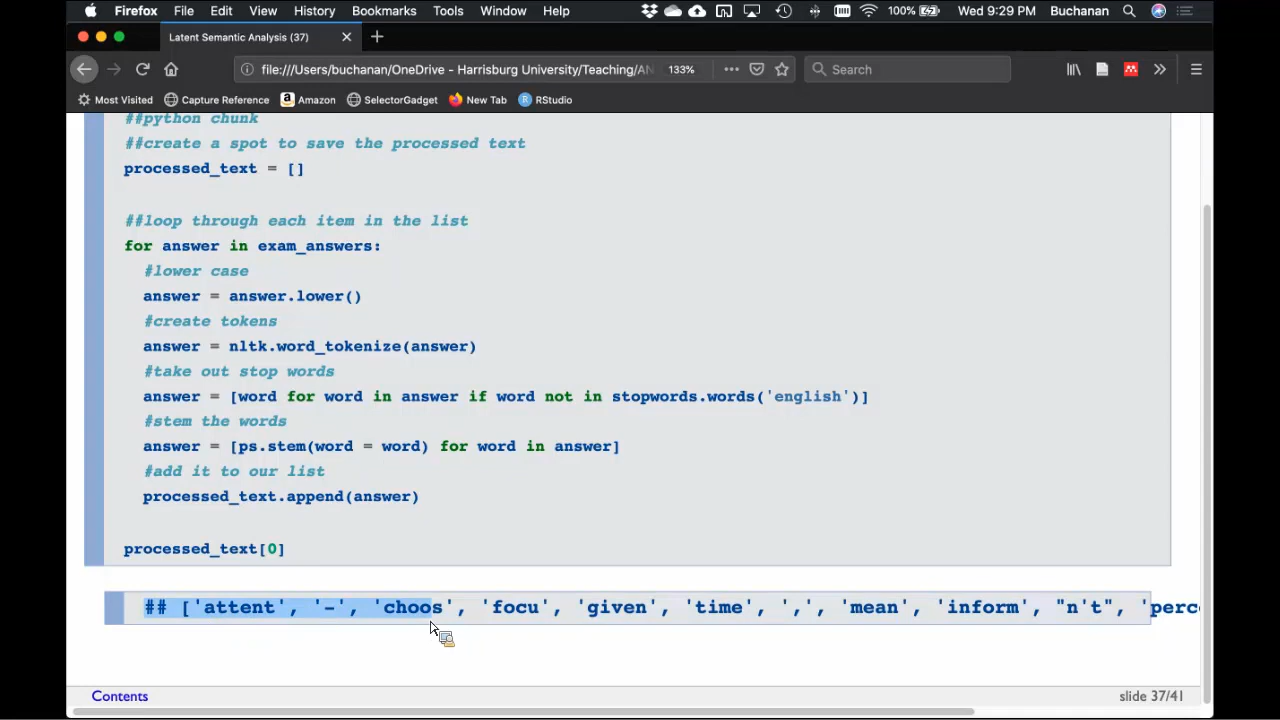 Firefox File Edit View History Bookmarks Tools Window Help 100% Wed 9:29 PM Buchanan
Latent Semantic Analysis (37)
file:///Users/buchanan/OneDrive - Harrisburg University/Teaching/AN 133% Search
Most Visited Capture Reference Amazon SelectorGadget New Tab RStudio
##python chunk
##create a spot to save the processed text
processed_text = []
##loop through each item in the list
for answer in exam_answers:
#lower case
answer = answer.lower()
#create tokens
answer = nltk.word_tokenize(answer)
#take out stop words
answer = [word for word in answer if word not in stopwords.words('english')]
#stem the words
answer = [ps.stem(word = word) for word in answer]
#add it to our list
processed_text.append(answer)
processed_text[0]
## ['attent', '-', 'choos', 'focu', 'given', 'time', ',', 'mean', 'inform', "n't", 'perc
Contents slide 37/41